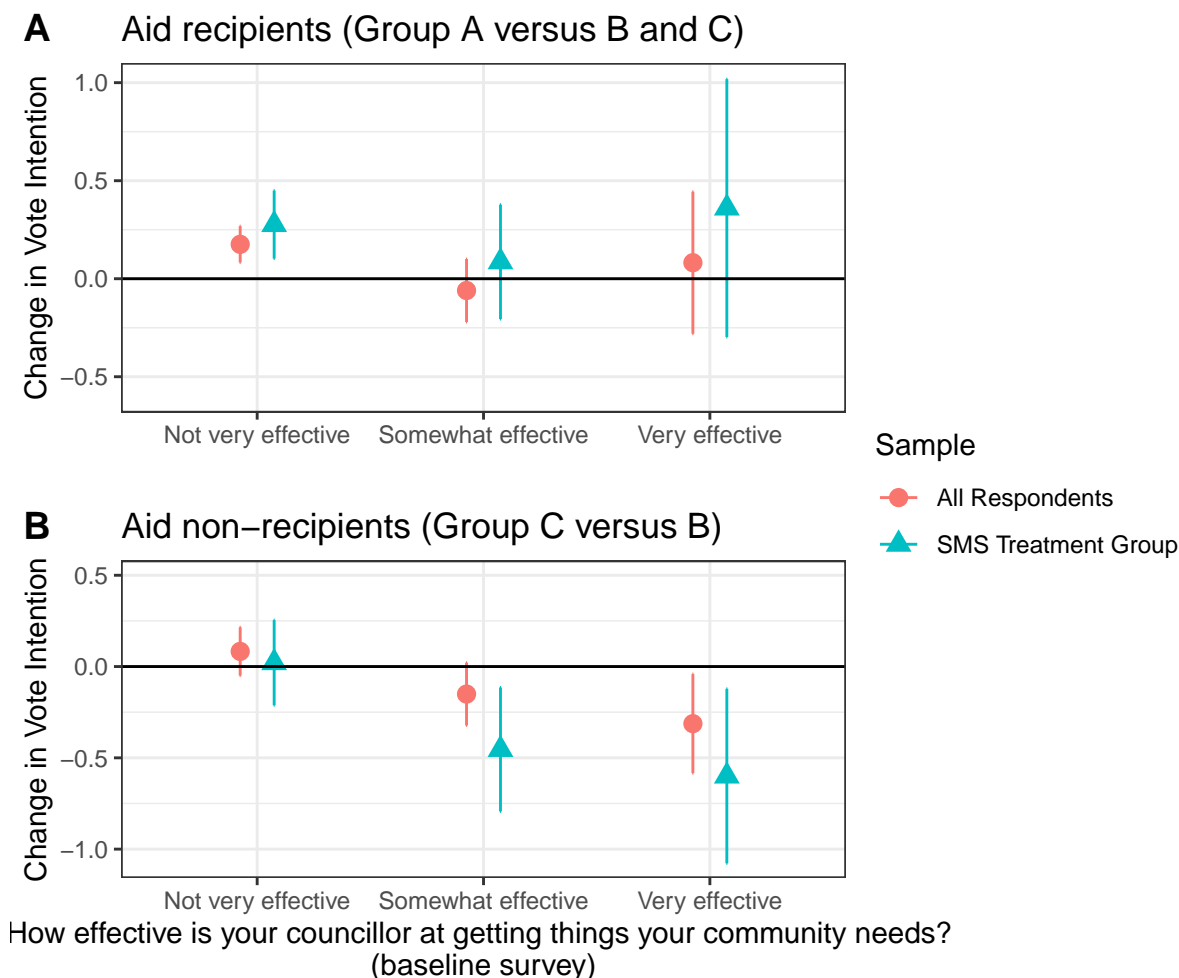 A Aid recipients (Group A versus B and C)
Change in Vote Intention
1.0
0.5
0.0
−0.5
Not very effective Somewhat effective Very effective
Sample
All Respondents
SMS Treatment Group
B Aid non−recipients (Group C versus B)
Change in Vote Intention
0.5
0.0
−0.5
−1.0
Not very effective Somewhat effective Very effective
How effective is your councillor at getting things your community needs?
(baseline survey)